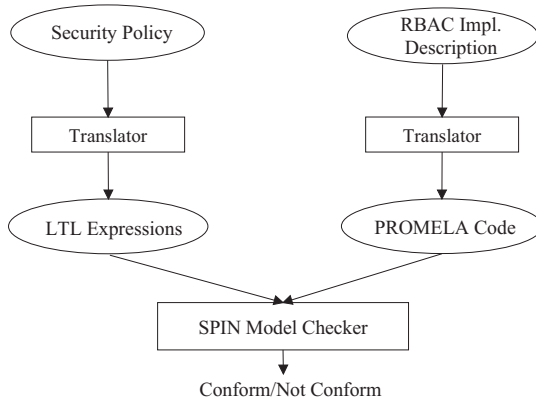 Security Policy
RBAC Impl.
Description
Translator
Translator
LTL Expressions
PROMELA Code
SPIN Model Checker
Conform/Not Conform